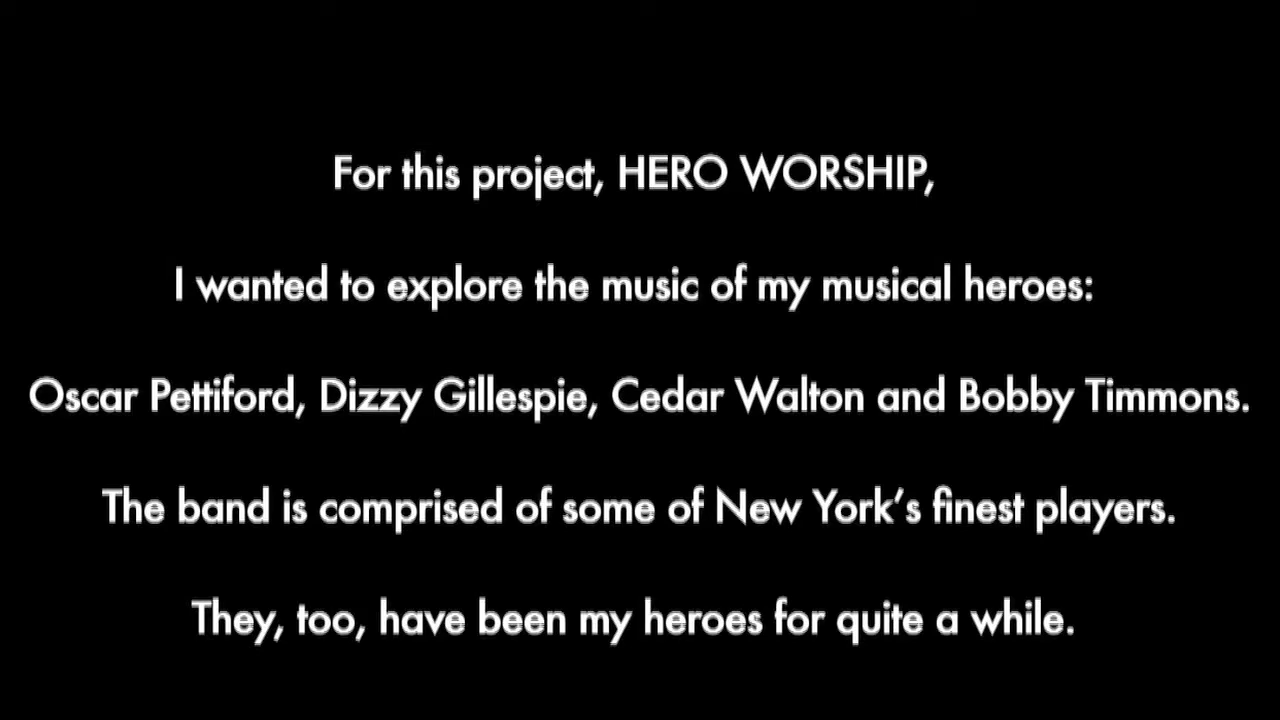 For this project, HERO WORSHIP,
I wanted to explore the music of my musical heroes:
Oscar Pettiford, Dizzy Gillespie, Cedar Walton and Bobby Timmons.
The band is comprised of some of New York’s finest players.
They, too, have been my heroes for quite a while.